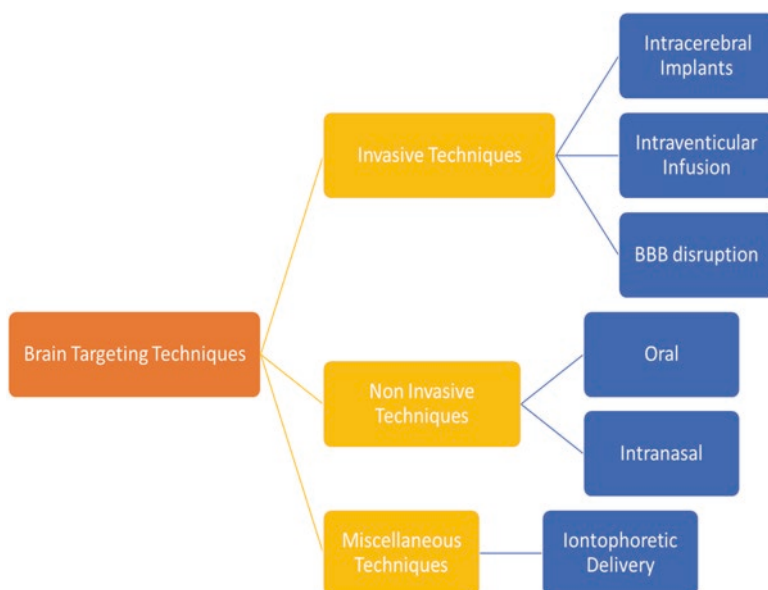 Brain Targeting Techniques
Invasive Techniques
Intracerebral
Implants
Intraventicular
Infusion
BBB disruption
Non Invasive
Techniques
Oral
Intranasal
Miscellaneous
Techniques
Iontophoretic
Delivery